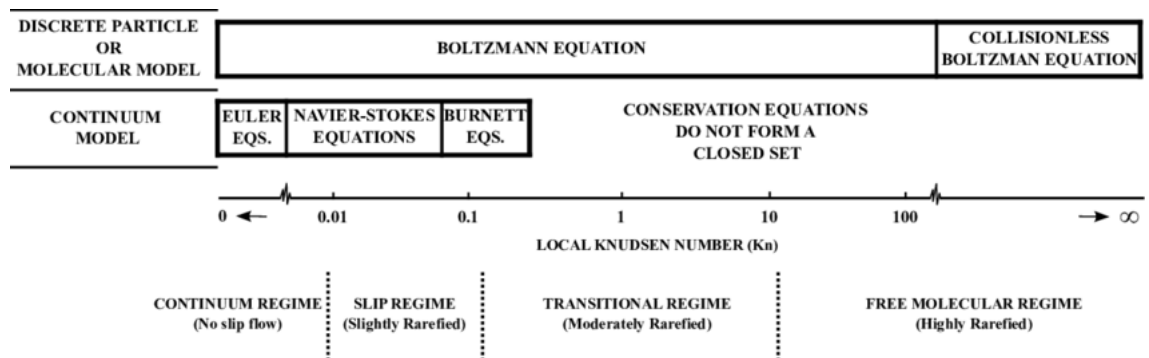 DISCRETE PARTICLE
OR
MOLECULAR MODEL
BOLTZMANN EQUATION
COLLISIONLESS
BOLTZMAN EQUATION
CONTINUUM
MODEL
EULER
EQS.
NAVIER-STOKES
EQUATIONS
BURNETT
EQS.
CONSERVATION EQUATIONS
DO NOT FORM A
CLOSED SET
0 ← 0.01 0.1 1 10 100 → ∞
LOCAL KNUDSEN NUMBER (Kn)
CONTINUUM REGIME
(No slip flow)
SLIP REGIME
(Slightly Rarefied)
TRANSITIONAL REGIME
(Moderately Rarefied)
FREE MOLECULAR REGIME
(Highly Rarefied)